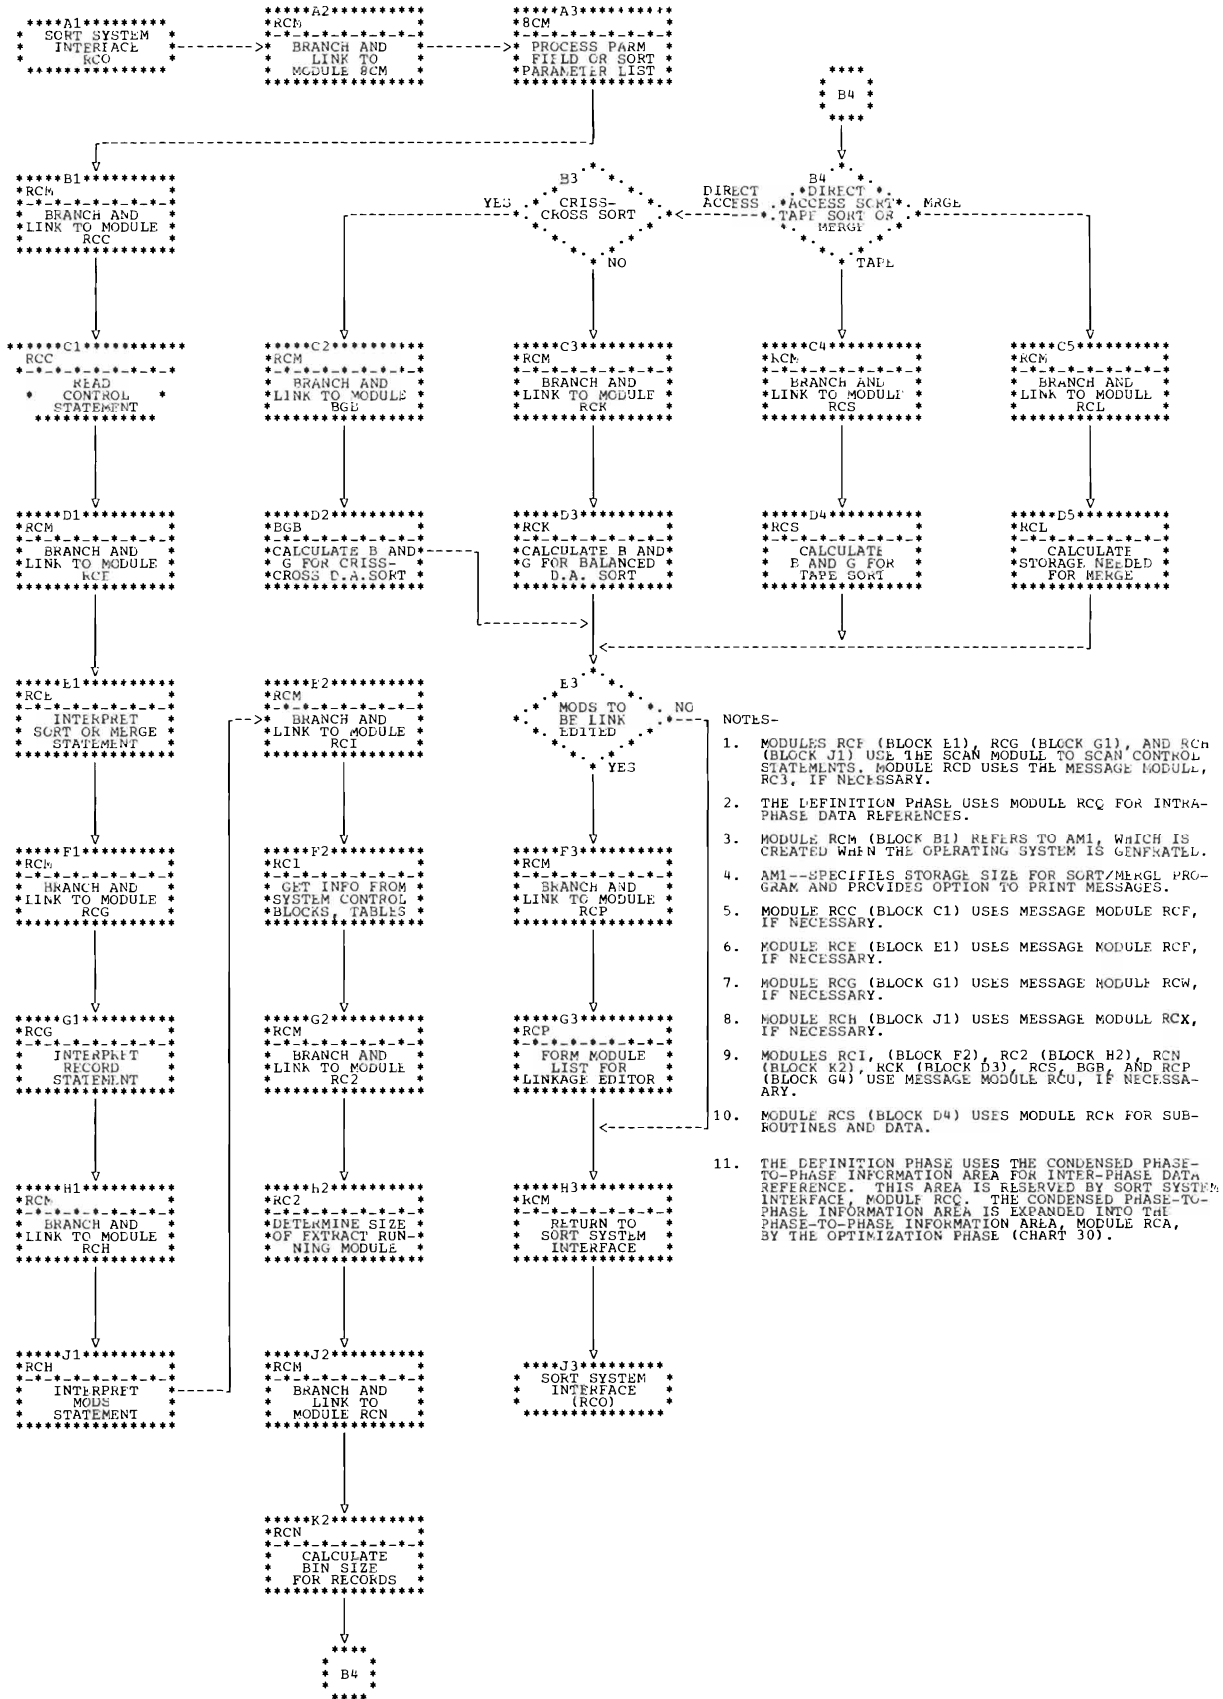 A1
SORT SYSTEM
INTERFACE
RCO
A2
RCM
BRANCH AND
LINK TO
MODULE 8CM
A3
8CM
PROCESS PARM
FIELD OR SORT
PARAMETER LIST
B4
B1
RCM
BRANCH AND
LINK TO MODULE
RCC
YES
B3
CRISS-
CROSS SORT
NO
DIRECT
ACCESS
B4
DIRECT
ACCESS SORT
TAPE SORT OR
MERGE
MRGE
TAPE
C1
RCC
READ
CONTROL
STATEMENT
C2
RCM
BRANCH AND
LINK TO MODULE
BGB
C3
RCM
BRANCH AND
LINK TO MODULE
RCK
C4
RCM
BRANCH AND
LINK TO MODULE
RCS
C5
RCM
BRANCH AND
LINK TO MODULE
RCL
D1
RCM
BRANCH AND
LINK TO MODULE
RCE
D2
BGB
CALCULATE B AND
G FOR CRISS-
CROSS D.A.SORT
D3
RCK
CALCULATE B AND
G FOR BALANCED
D.A. SORT
D4
RCS
CALCULATE
B AND G FOR
TAPE SORT
D5
RCL
CALCULATE
STORAGE NEEDED
FOR MERGE
E1
RCE
INTERPRET
SORT OR MERGE
STATEMENT
E2
RCM
BRANCH AND
LINK TO MODULE
RCI
E3
MODS TO
BE LINK
EDITED
NO
YES
F1
RCM
BRANCH AND
LINK TO MODULE
RCG
F2
RCI
GET INFO FROM
SYSTEM CONTROL
BLOCKS, TABLES
F3
RCM
BRANCH AND
LINK TO MODULE
RCP
G1
RCG
INTERPRET
RECORD
STATEMENT
G2
RCM
BRANCH AND
LINK TO MODULE
RC2
G3
RCP
FORM MODULE
LIST FOR
LINKAGE EDITOR
H1
RCM
BRANCH AND
LINK TO MODULE
RCH
H2
RC2
DETERMINE SIZE
OF EXTRACT RUN-
NING MODULE
H3
RCM
RETURN TO
SORT SYSTEM
INTERFACE
J1
RCH
INTERPRET
MODS
STATEMENT
J2
RCM
BRANCH AND
LINK TO
MODULE RCN
J3
SORT SYSTEM
INTERFACE
(RCO)
K2
RCN
CALCULATE
BIN SIZE
FOR RECORDS
B4
NOTES-
1. MODULES RCF (BLOCK E1), RCG (BLOCK G1), AND RCH
(BLOCK J1) USE THE SCAN MODULE TO SCAN CONTROL
STATEMENTS. MODULE RCD USES THE MESSAGE MODULE,
RC3, IF NECESSARY.
2. THE DEFINITION PHASE USES MODULE RCQ FOR INTRA-
PHASE DATA REFERENCES.
3. MODULE RCM (BLOCK B1) REFERS TO AM1, WHICH IS
CREATED WHEN THE OPERATING SYSTEM IS GENERATED.
4. AM1--SPECIFIES STORAGE SIZE FOR SORT/MERGE PRO-
GRAM AND PROVIDES OPTION TO PRINT MESSAGES.
5. MODULE RCC (BLOCK C1) USES MESSAGE MODULE RCF,
IF NECESSARY.
6. MODULE RCE (BLOCK E1) USES MESSAGE MODULE RCF,
IF NECESSARY.
7. MODULE RCG (BLOCK G1) USES MESSAGE MODULE RCW,
IF NECESSARY.
8. MODULE RCH (BLOCK J1) USES MESSAGE MODULE RCX,
IF NECESSARY.
9. MODULES RCI, (BLOCK F2), RC2 (BLOCK H2), RCN
(BLOCK K2), RCK (BLOCK D3), RCS, BGB, AND RCP
(BLOCK G4) USE MESSAGE MODULE RCU, IF NECESSA-
ARY.
10. MODULE RCS (BLOCK D4) USES MODULE RCR FOR SUB-
ROUTINES AND DATA.
11. THE DEFINITION PHASE USES THE CONDENSED PHASE-
TO-PHASE INFORMATION AREA FOR INTER-PHASE DATA
REFERENCE. THIS AREA IS RESERVED BY SORT SYSTEM
INTERFACE, MODULE RCQ. THE CONDENSED PHASE-TO-
PHASE INFORMATION AREA IS EXPANDED INTO THE
PHASE-TO-PHASE INFORMATION AREA, MODULE RCA,
BY THE OPTIMIZATION PHASE (CHART 30).